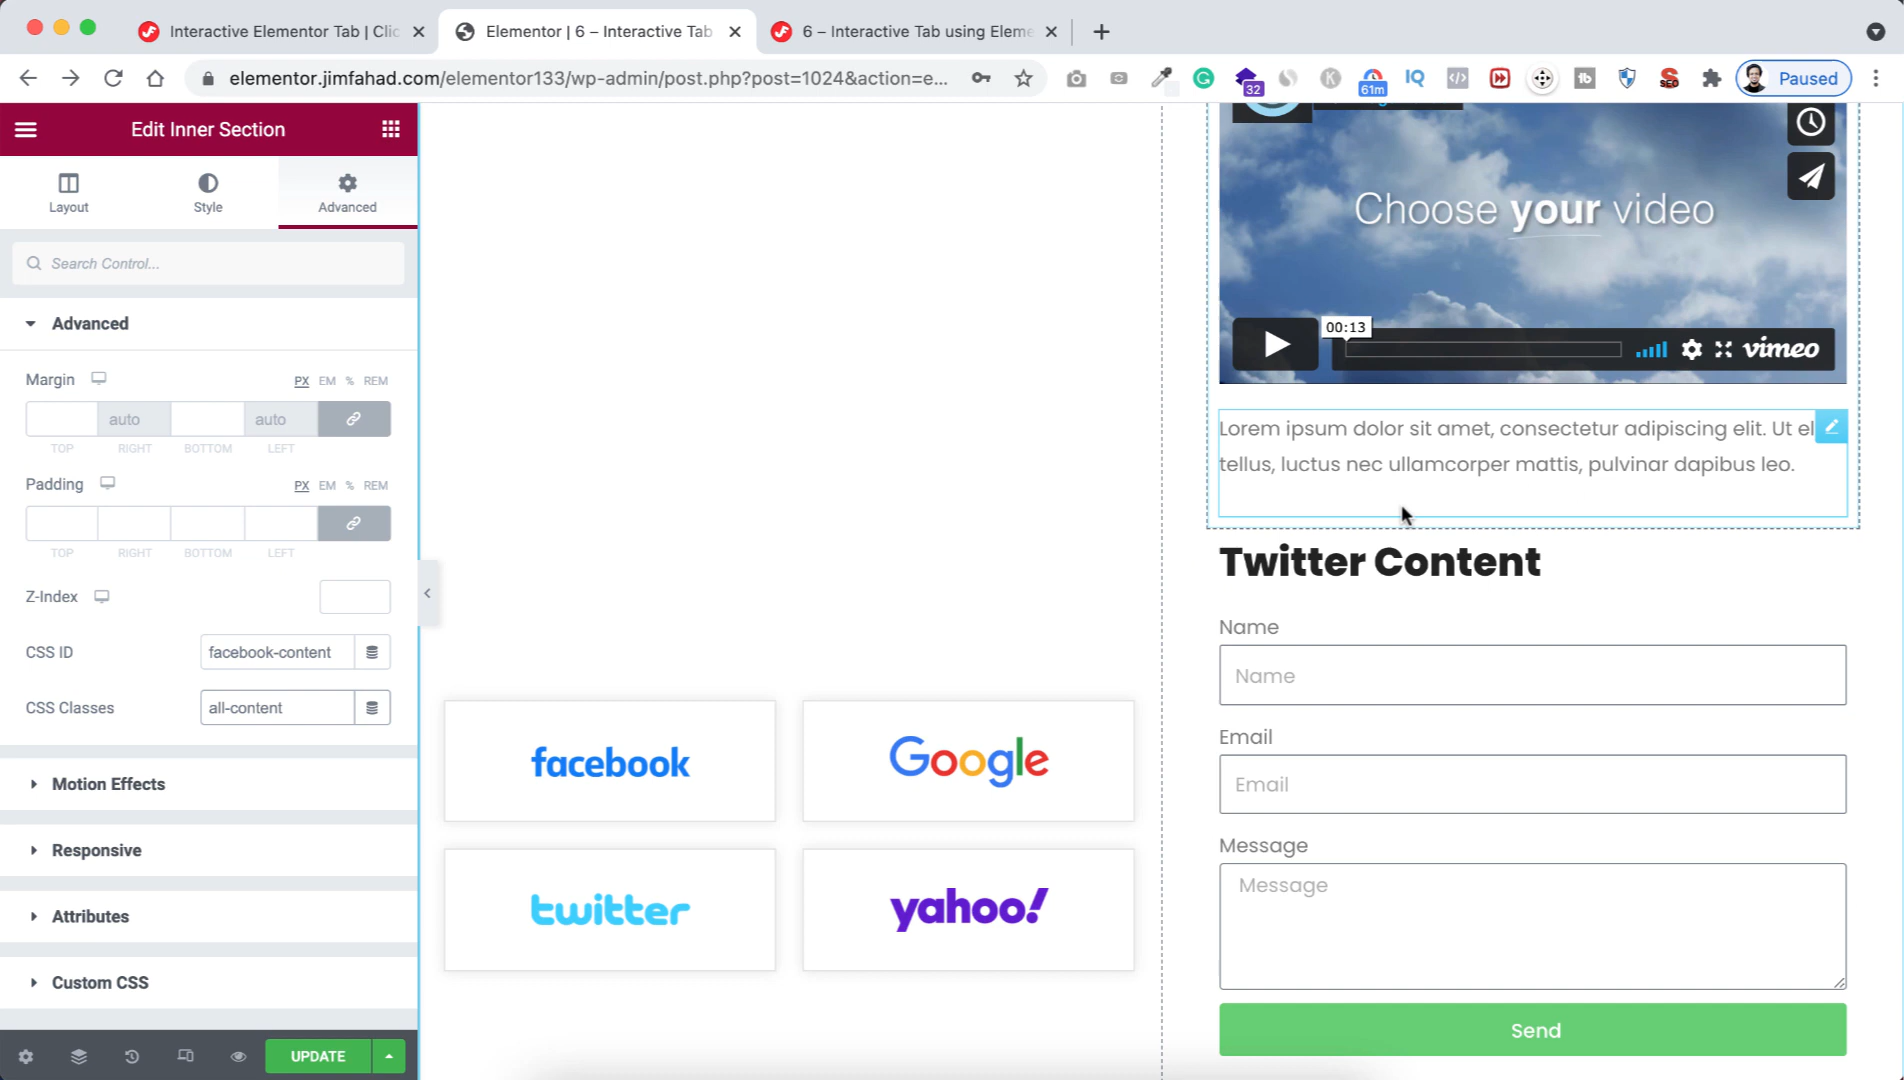 Interactive Elementor Tab | Clic
Elementor | 6 – Interactive Tab
6 – Interactive Tab using Eleme
elementor.jimfahad.com/elementor133/wp-admin/post.php?post=1024&action=e...
32
61m
IQ
fb
SEO
Paused
Edit Inner Section
Layout
Style
Advanced
Search Control...
Advanced
Margin
PX EM % REM
auto
auto
TOP RIGHT BOTTOM LEFT
Padding
PX EM % REM
TOP RIGHT BOTTOM LEFT
Z-Index
CSS ID
facebook-content
CSS Classes
all-content
Motion Effects
Responsive
Attributes
Custom CSS
UPDATE
facebook
Google
twitter
yahoo!
Choose your video
00:13
vimeo
Lorem ipsum dolor sit amet, consectetur adipiscing elit. Ut el
tellus, luctus nec ullamcorper mattis, pulvinar dapibus leo.
Twitter Content
Name
Name
Email
Email
Message
Message
Send